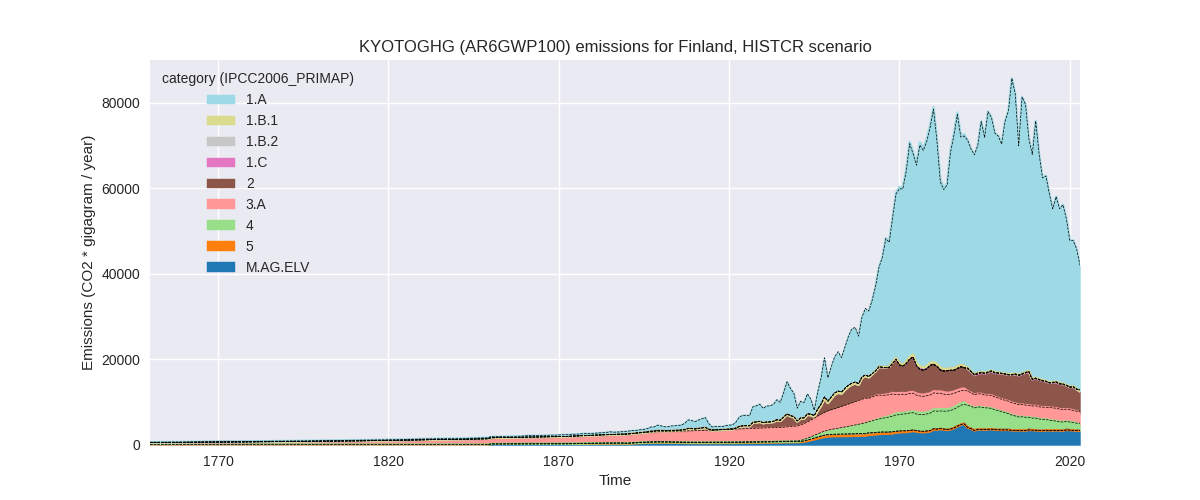 KYOTOGHG (AR6GWP100) emissions for Finland, HISTCR scenario
category (IPCC2006_PRIMAP)
1.A
1.B.1
1.B.2
1.C
2
3.A
4
5
M.AG.ELV
Emissions (CO2 * gigagram / year)
80000
60000
40000
20000
0
1770
1820
1870
1920
1970
2020
Time